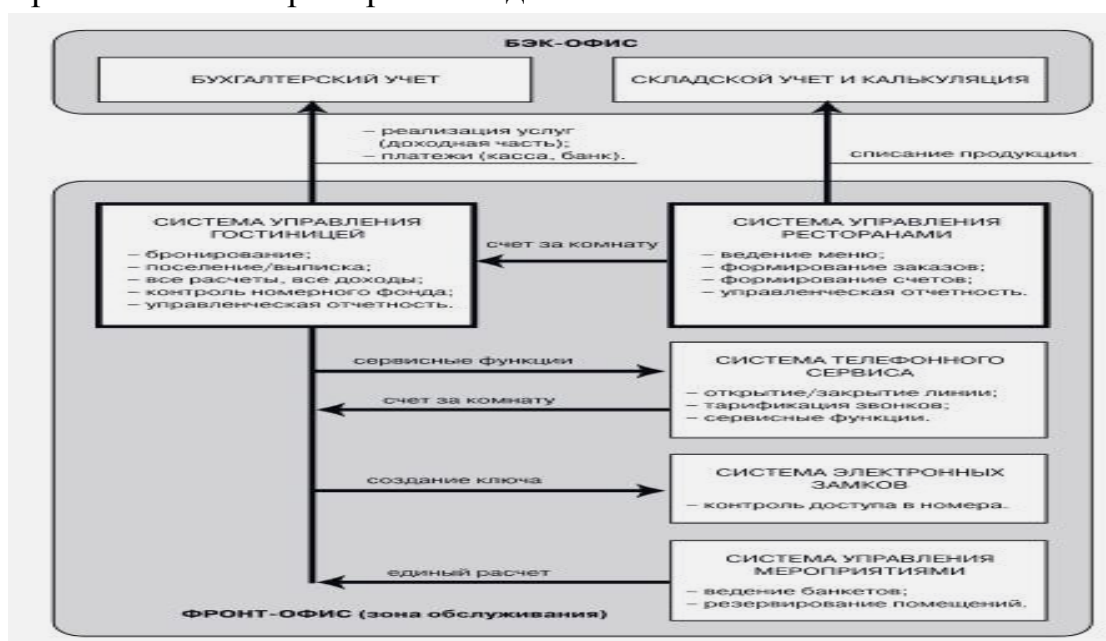 БЭК-ОФИС
БУХГАЛТЕРСКИЙ УЧЕТ
СКЛАДСКОЙ УЧЕТ И КАЛЬКУЛЯЦИЯ
– реализация услуг
(доходная часть);
– платежи (касса, банк).
списание продукции
СИСТЕМА УПРАВЛЕНИЯ
ГОСТИНИЦЕЙ
– бронирование;
– поселение/выписка;
– все расчеты, все доходы;
– контроль номерного фонда;
– управленческая отчетность.
счет за комнату
СИСТЕМА УПРАВЛЕНИЯ
РЕСТОРАНАМИ
– ведение меню;
– формирование заказов;
– формирование счетов;
– управленческая отчетность.
сервисные функции
счет за комнату
СИСТЕМА ТЕЛЕФОННОГО
СЕРВИСА
– открытие/закрытие линии;
– тарификация звонков;
– сервисные функции.
создание ключа
СИСТЕМА ЭЛЕКТРОННЫХ
ЗАМКОВ
– контроль доступа в номера.
единый расчет
СИСТЕМА УПРАВЛЕНИЯ
МЕРОПРИЯТИЯМИ
– ведение банкетов;
– резервирование помещений.
ФРОНТ-ОФИС (зона обслуживания)